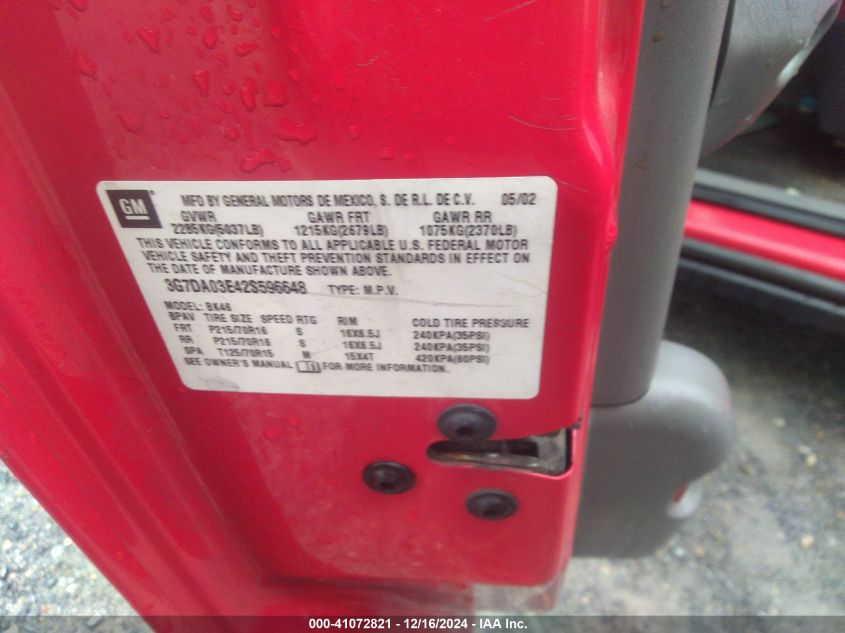 GM
MFD BY GENERAL MOTORS DE MEXICO, S. DE R.L. DE C.V. 05/02
GVWR GAWR FRT GAWR RR
2285KG(5037LB) 1215KG(2679LB) 1075KG(2370LB)
THIS VEHICLE CONFORMS TO ALL APPLICABLE U.S. FEDERAL MOTOR
VEHICLE SAFETY AND THEFT PREVENTION STANDARDS IN EFFECT ON
THE DATE OF MANUFACTURE SHOWN ABOVE.
3G7DA03E42S596648 TYPE: M.P.V.
MODEL: BK46
BPAV TIRE SIZE SPEED RTG RIM COLD TIRE PRESSURE
FRT P215/70R16 S 16X6.5J 240KPA(35PSI)
RR P215/70R16 S 16X6.5J 240KPA(35PSI)
SPA T125/70R15 M 15X4T 420KPA(60PSI)
SEE OWNER'S MANUAL FOR MORE INFORMATION.
000-41072821 - 12/16/2024 - IAA Inc.